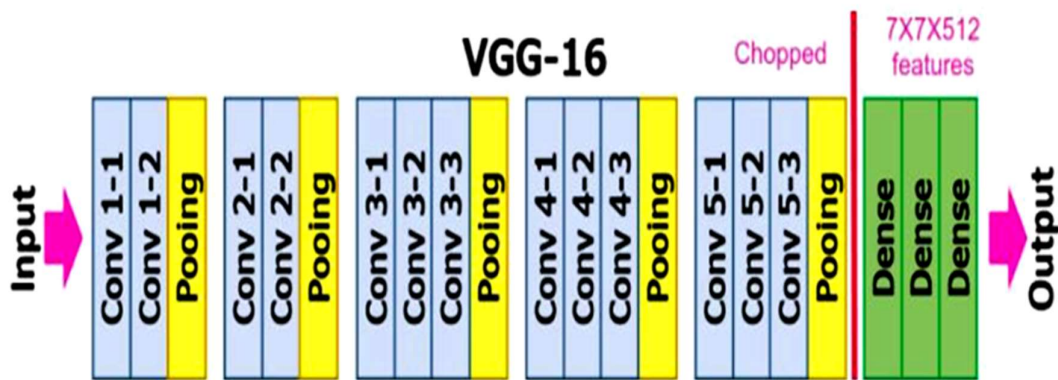 VGG-16
Chopped
7X7X512
features
Input
Conv 1-1
Conv 1-2
Pooing
Conv 2-1
Conv 2-2
Pooing
Conv 3-1
Conv 3-2
Conv 3-3
Pooing
Conv 4-1
Conv 4-2
Conv 4-3
Pooing
Conv 5-1
Conv 5-2
Conv 5-3
Pooing
Dense
Dense
Dense
Output